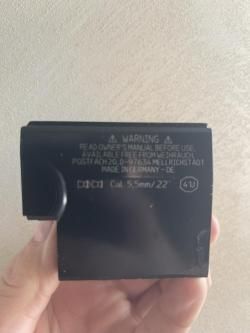 ⚠ WARNING ⚠
READ OWNER'S MANUAL BEFORE USE.
AVAILABLE FREE FROM WEIHRAUCH,
POSTFACH 20, D-97634 MELLRICHSTADT
MADE IN GERMANY - DE
Cal. 5,5mm/.22"
41J